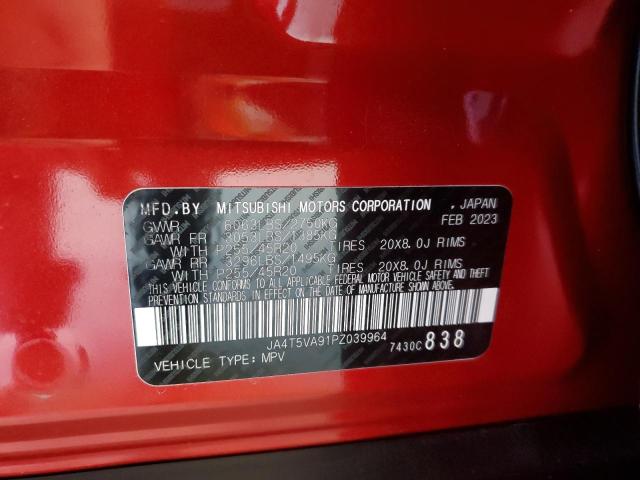 MFD.BY MITSUBISHI MOTORS CORPORATION , JAPAN
GVWR 6063LBS/2750KG FEB 2023
GAWR FR 3053LBS/1385KG
WITH P255/45R20 TIRES 20X8.0J RIMS
GAWR RR 3296LBS/1495KG
WITH P255/45R20 TIRES 20X8.0J RIMS
THIS VEHICLE CONFORMS TO ALL APPLICABLE FEDERAL MOTOR VEHICLE SAFETY AND THEFT
PREVENTION STANDARDS IN EFFECT ON THE DATE OF MANUFACTURE SHOWN ABOVE.
JA4T5VA91PZ039964
7430C 838
VEHICLE TYPE:MPV